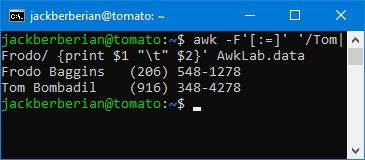 jackberberian@tomato: ~
jackberberian@tomato:~$ awk -F'[:=]' '/Tom|
Frodo/ {print $1 "\t" $2}' AwkLab.data
Frodo Baggins   (206) 548-1278
Tom Bombadil    (916) 348-4278
jackberberian@tomato:~$